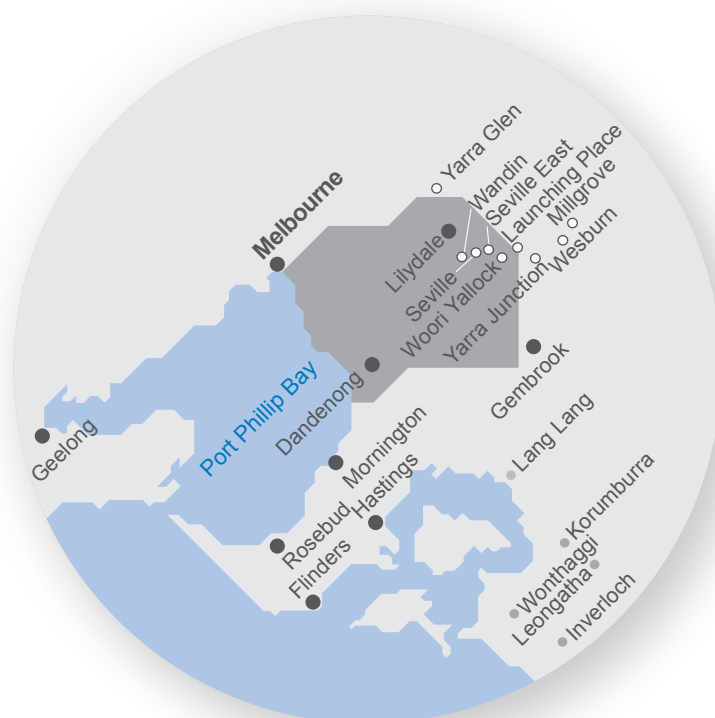 Yarra Glen
Wandin
Seville East
Launching Place
Millgrove
Wesburn
Melbourne
Lilydale
Seville
Woori Yallock
Yarra Junction
Gembrook
Port Phillip Bay
Dandenong
Geelong
Mornington
Hastings
Lang Lang
Rosebud
Flinders
Korumburra
Wonthaggi
Leongatha
Inverloch